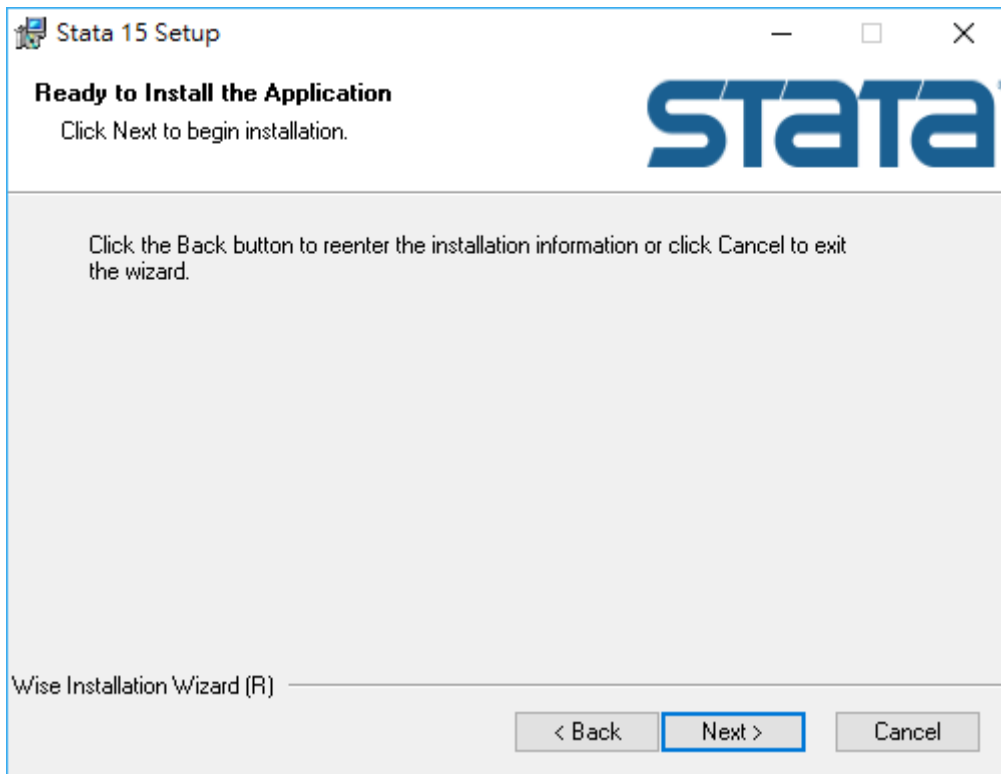 Stata 15 Setup
Ready to Install the Application
Click Next to begin installation.
STATA
Click the Back button to reenter the installation information or click Cancel to exit
the wizard.
Wise Installation Wizard (R)
< Back
Next >
Cancel